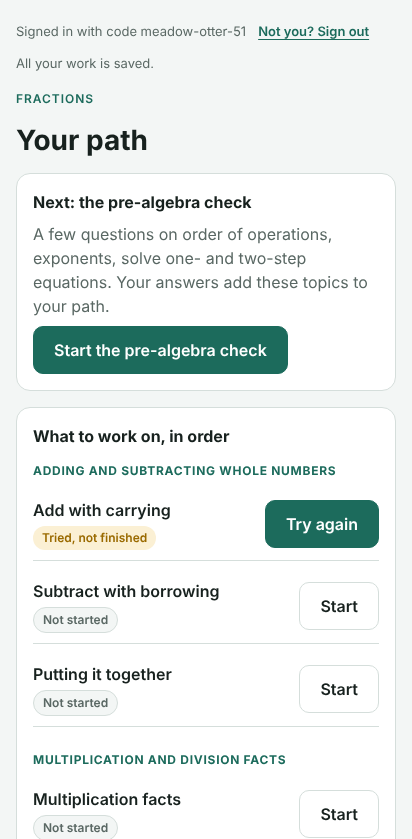 Signed in with code meadow-otter-51 Not you? Sign out
All your work is saved.
FRACTIONS
Your path
Next: the pre-algebra check
A few questions on order of operations,
exponents, solve one- and two-step
equations. Your answers add these topics to
your path.
Start the pre-algebra check
What to work on, in order
ADDING AND SUBTRACTING WHOLE NUMBERS
Add with carrying
Tried, not finished
Try again
Subtract with borrowing
Not started
Start
Putting it together
Not started
Start
MULTIPLICATION AND DIVISION FACTS
Multiplication facts
Not started
Start